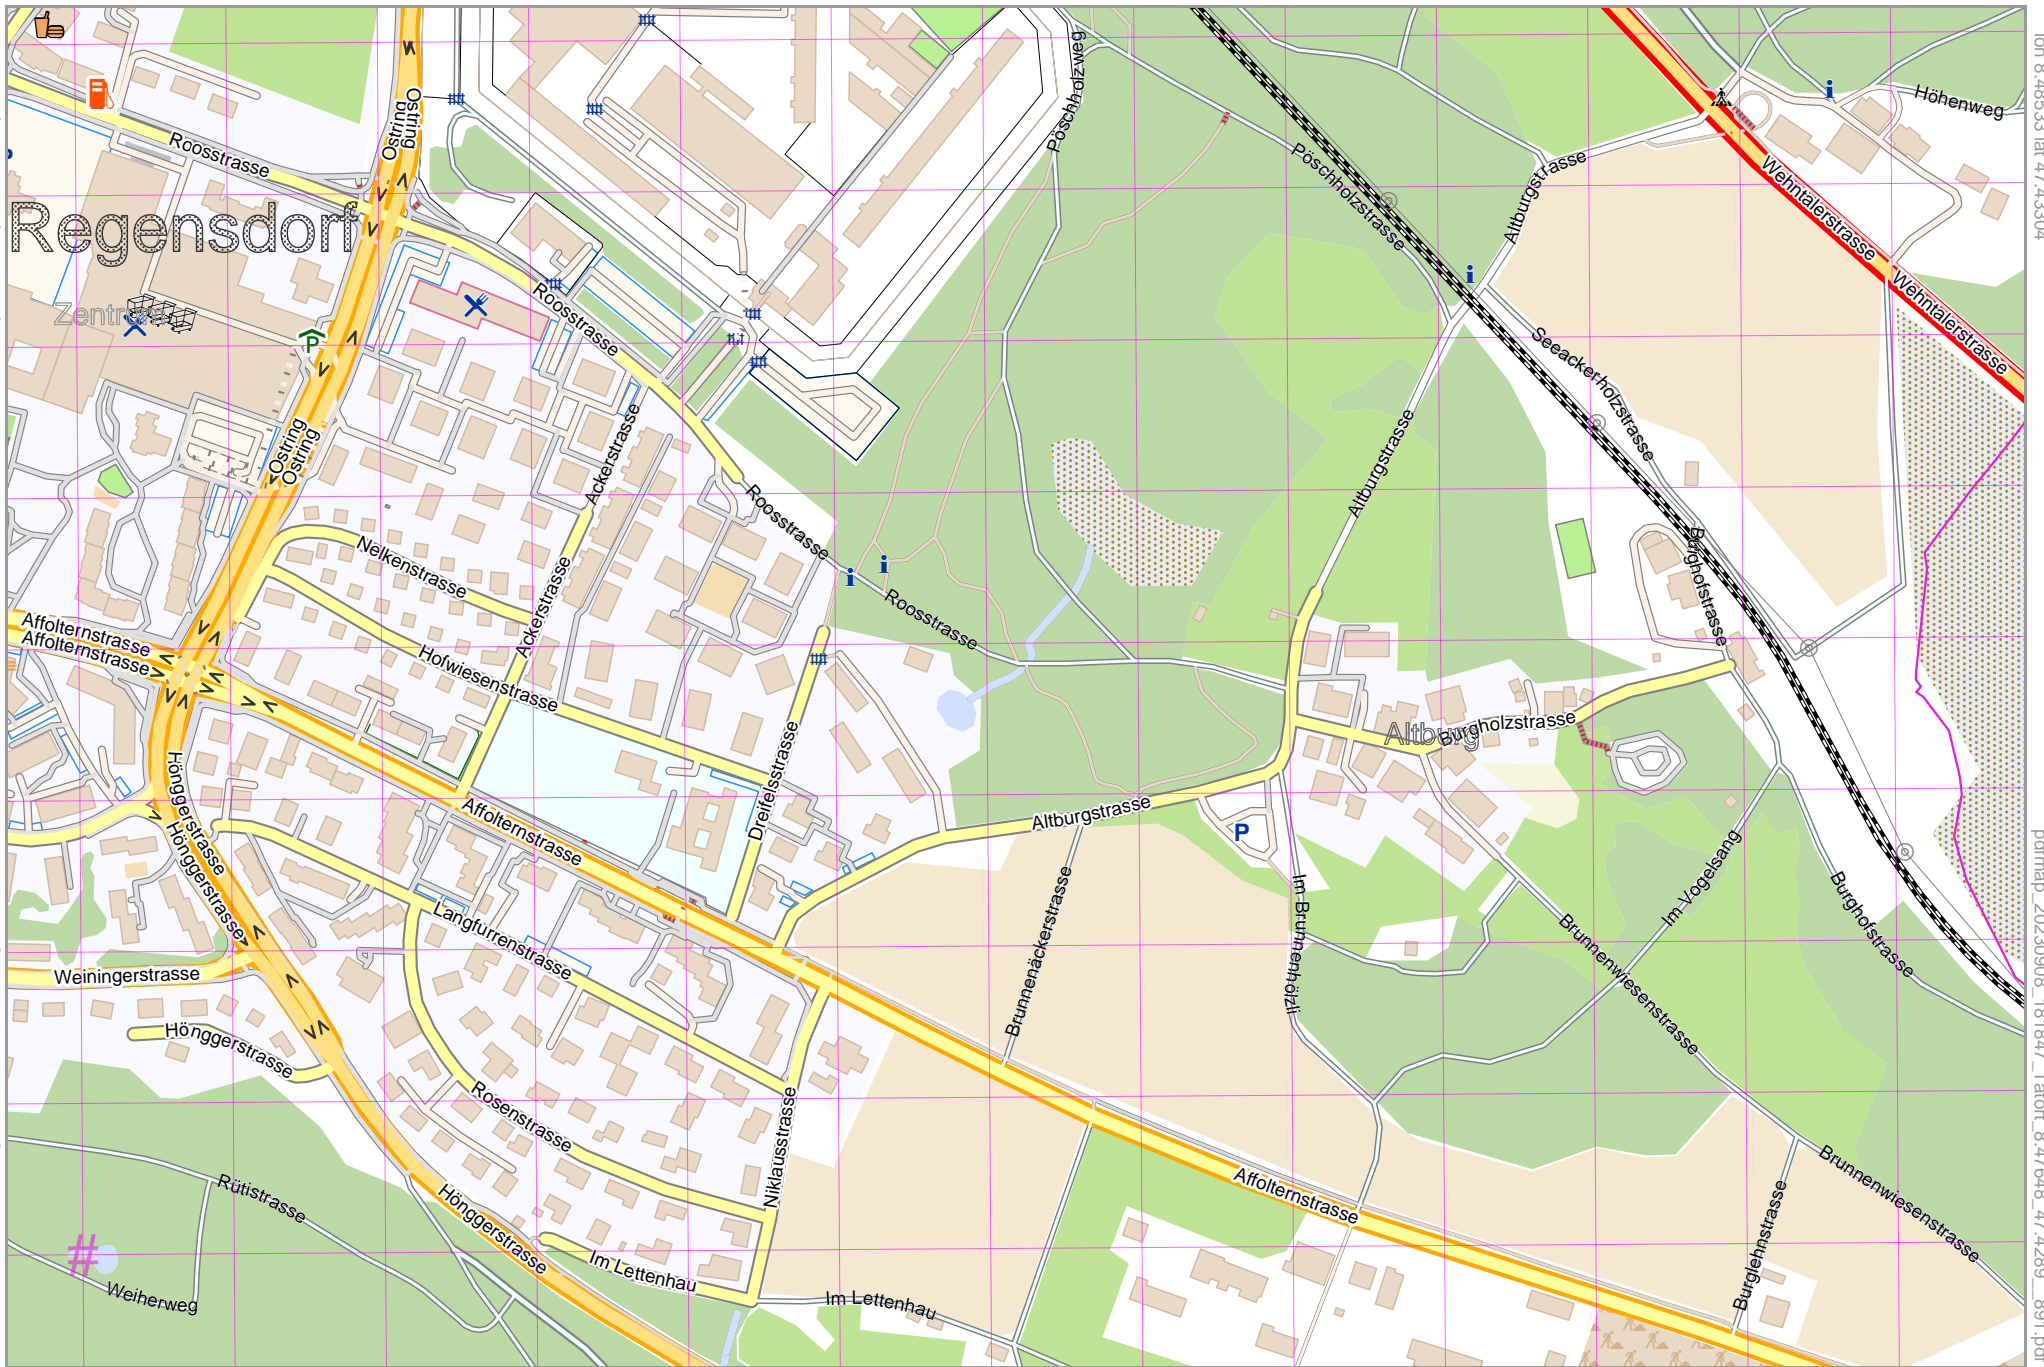 Ostring
Ostring
Roosstrasse
Regensdorf
Zentrum
P
Pöschholzweg
Höhenweg
Altburgstrasse
Pöschholzstrasse
Wehntalerstrasse
Wehntalerstrasse
Roosstrasse
Seeackerholzstrasse
Ackerstrasse
Altburgstrasse
Ostring
Ostring
Roosstrasse
Nelkenstrasse
Ackerstrasse
Burghofstrasse
Roosstrasse
Affolternstrasse
Affolternstrasse
Hofwiesenstrasse
Altburg
Burgholzstrasse
Dreifelsstrasse
Hönggerstrasse
Hönggerstrasse
Affolternstrasse
Altburgstrasse
P
Im Vogelsang
Burghofstrasse
Im Brunnenhölzli
Brunnenäckerstrasse
Brunnenwiesenstrasse
Langfurrenstrasse
Weiningerstrasse
Hönggerstrasse
Rosenstrasse
Niklausstrasse
Rütistrasse
Hönggerstrasse
Affolternstrasse
Brunnenwiesenstrasse
Burglehnstrasse
Im Lettenhau
Im Lettenhau
Weiherweg
#